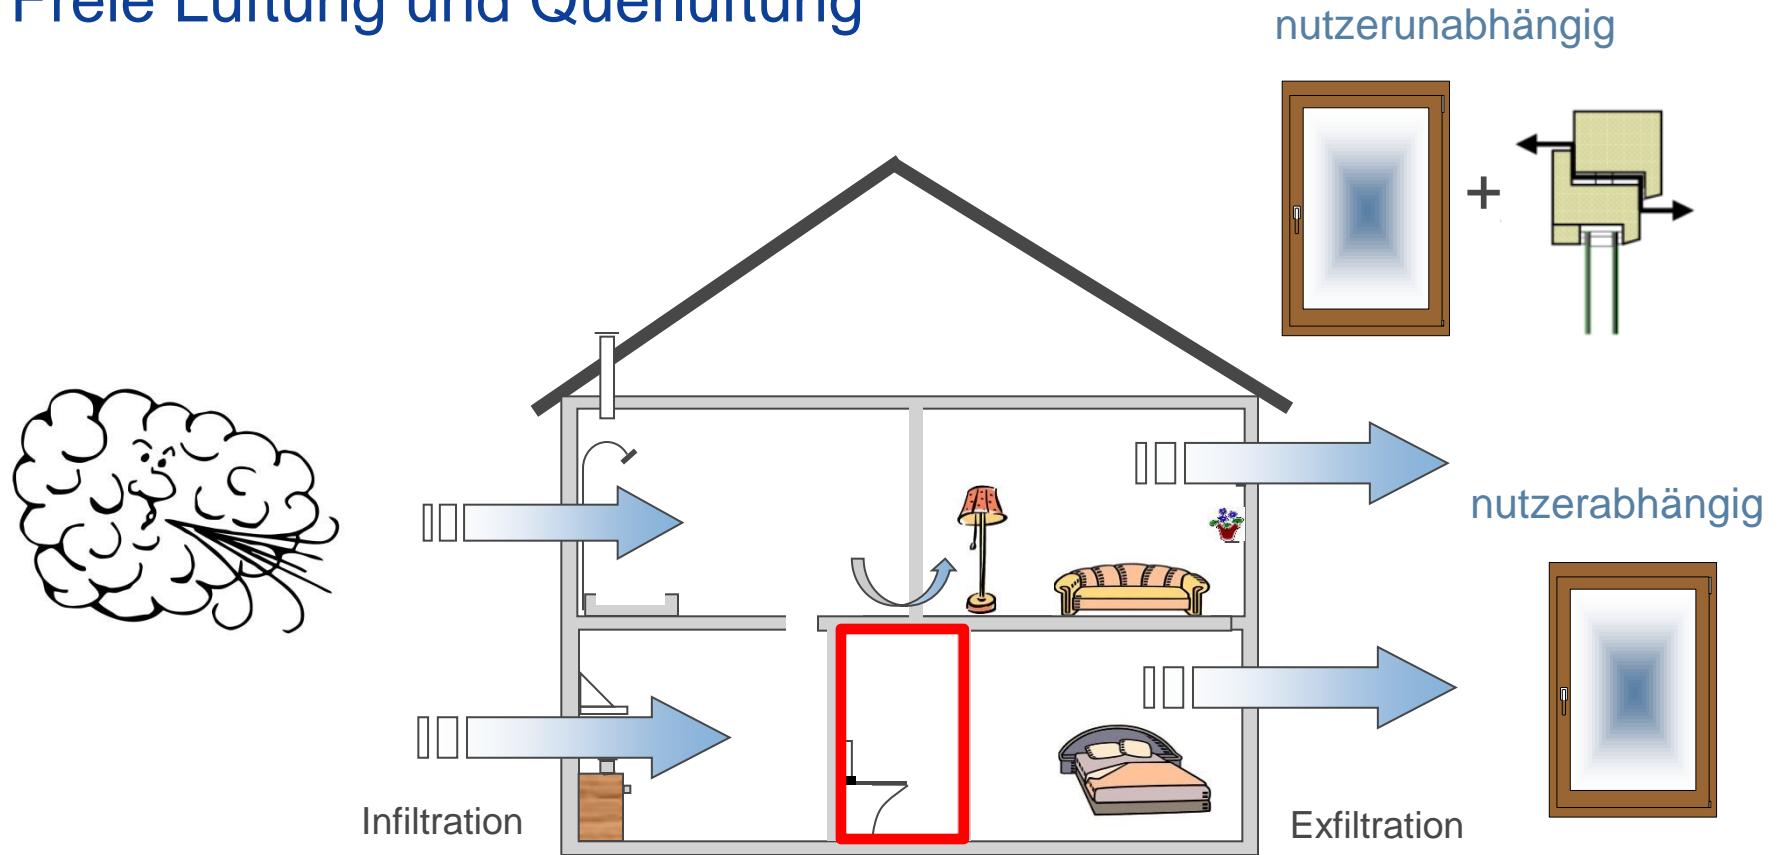 Freie Lüftung und Querlüftung
nutzerunabhängig
+
nutzerabhängig
Infiltration
Exfiltration